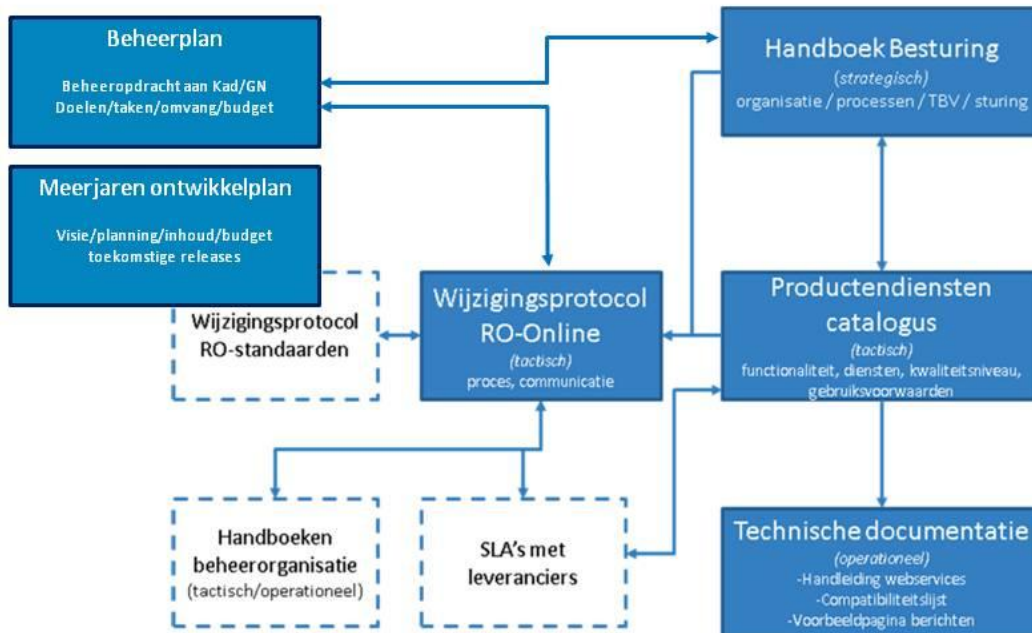 Beheerplan
Beheeropdracht aan Kad/GN
Doelen/taken/omvang/budget
Meerjaren ontwikkelplan
Visie/planning/inhoud/budget
toekomstige releases
Handboek Besturing
(strategisch)
organisatie / processen / TBV / sturing
Wijzigingsprotocol
RO-standaarden
Wijzigingsprotocol
RO-Online
(tactisch)
proces, communicatie
Productendiensten
catalogus
(tactisch)
functionaliteit, diensten, kwaliteitsniveau,
gebruiksvoorwaarden
Handboeken
beheerorganisatie
(tactisch/operationeel)
SLA's met
leveranciers
Technische documentatie
(operationeel)
-Handleiding webservices
-Compatibiliteitslijst
-Voorbeeldpagina berichten